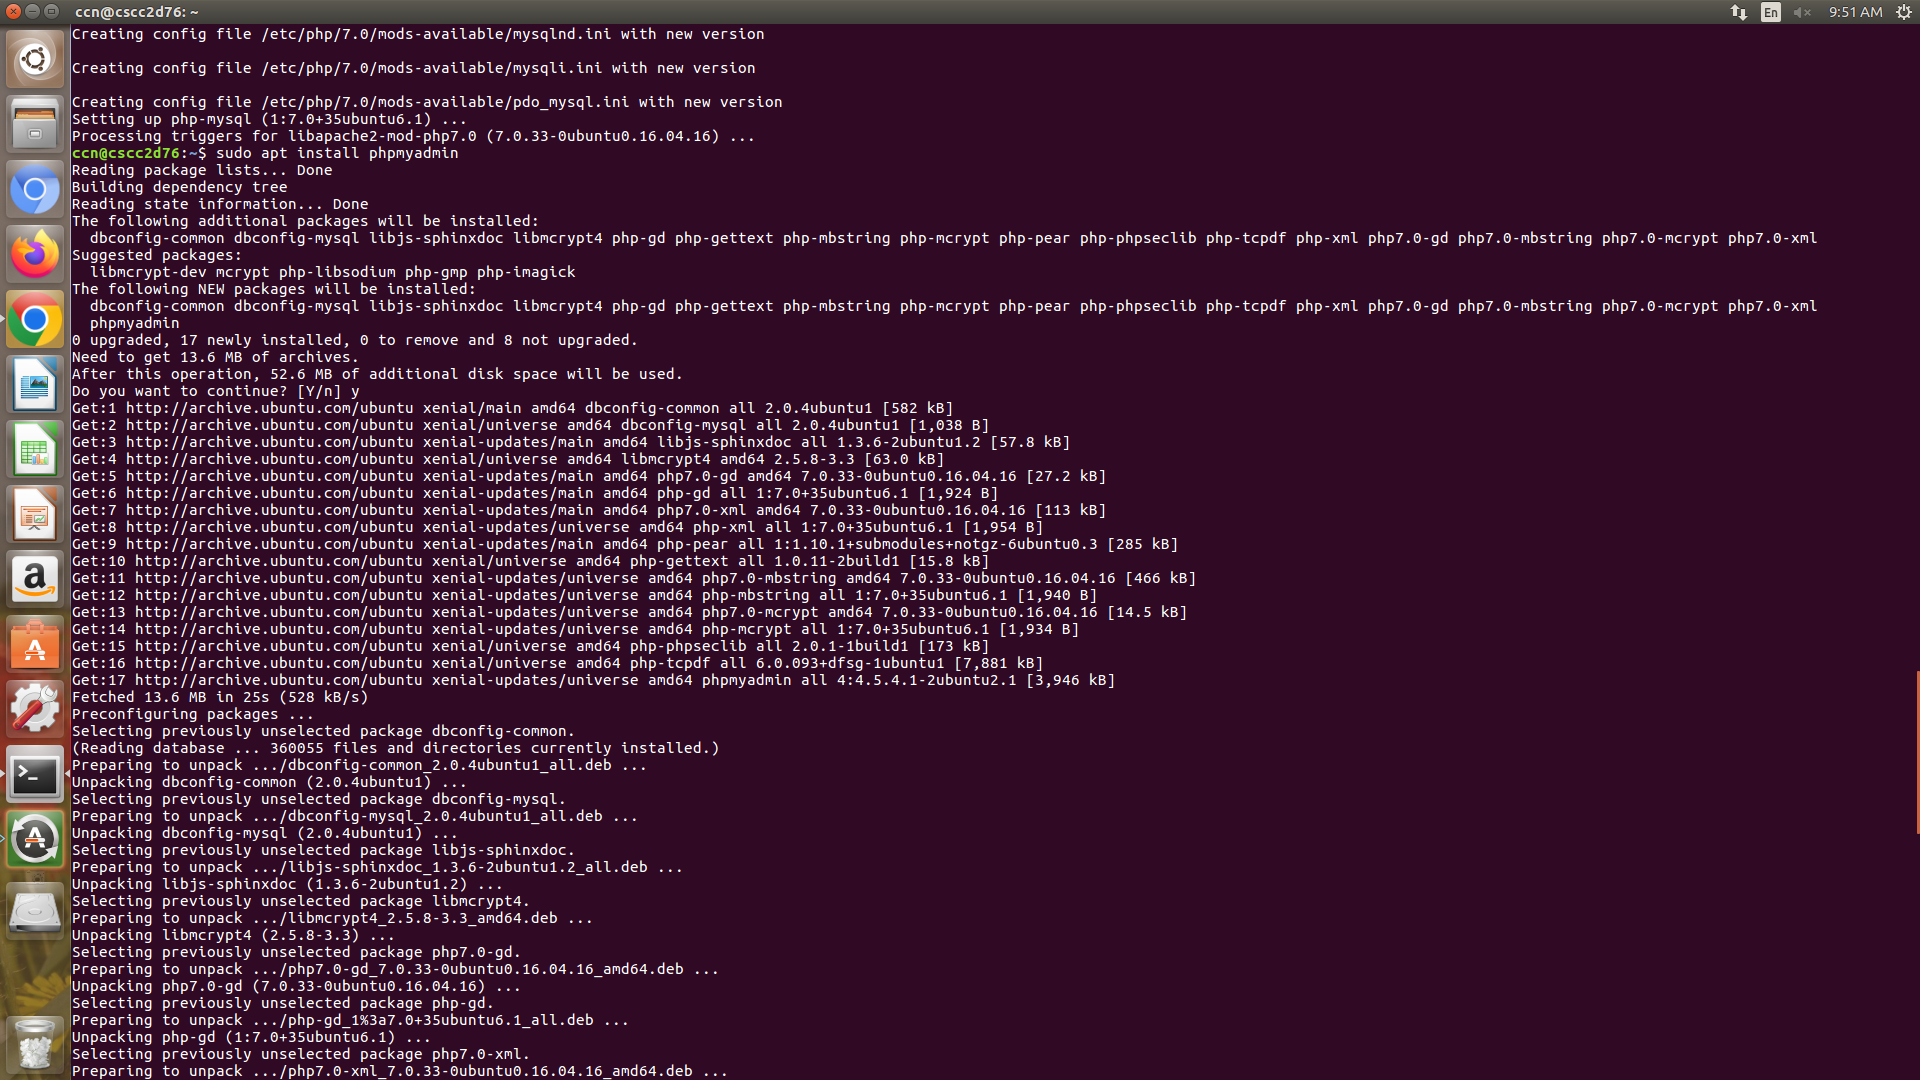 ccn@cscc2d76: ~
En
9:51 AM
Creating config file /etc/php/7.0/mods-available/mysqlnd.ini with new version
Creating config file /etc/php/7.0/mods-available/mysqli.ini with new version
Creating config file /etc/php/7.0/mods-available/pdo_mysql.ini with new version
Setting up php-mysql (1:7.0+35ubuntu6.1) ...
Processing triggers for libapache2-mod-php7.0 (7.0.33-0ubuntu0.16.04.16) ...
ccn@cscc2d76:~$ sudo apt install phpmyadmin
Reading package lists... Done
Building dependency tree
Reading state information... Done
The following additional packages will be installed:
  dbconfig-common dbconfig-mysql libjs-sphinxdoc libmcrypt4 php-gd php-gettext php-mbstring php-mcrypt php-pear php-phpseclib php-tcpdf php-xml php7.0-gd php7.0-mbstring php7.0-mcrypt php7.0-xml
Suggested packages:
  libmcrypt-dev mcrypt php-libsodium php-gmp php-imagick
The following NEW packages will be installed:
  dbconfig-common dbconfig-mysql libjs-sphinxdoc libmcrypt4 php-gd php-gettext php-mbstring php-mcrypt php-pear php-phpseclib php-tcpdf php-xml php7.0-gd php7.0-mbstring php7.0-mcrypt php7.0-xml
  phpmyadmin
0 upgraded, 17 newly installed, 0 to remove and 8 not upgraded.
Need to get 13.6 MB of archives.
After this operation, 52.6 MB of additional disk space will be used.
Do you want to continue? [Y/n] y
Get:1 http://archive.ubuntu.com/ubuntu xenial/main amd64 dbconfig-common all 2.0.4ubuntu1 [582 kB]
Get:2 http://archive.ubuntu.com/ubuntu xenial/universe amd64 dbconfig-mysql all 2.0.4ubuntu1 [1,038 B]
Get:3 http://archive.ubuntu.com/ubuntu xenial-updates/main amd64 libjs-sphinxdoc all 1.3.6-2ubuntu1.2 [57.8 kB]
Get:4 http://archive.ubuntu.com/ubuntu xenial/universe amd64 libmcrypt4 amd64 2.5.8-3.3 [63.0 kB]
Get:5 http://archive.ubuntu.com/ubuntu xenial-updates/main amd64 php7.0-gd amd64 7.0.33-0ubuntu0.16.04.16 [27.2 kB]
Get:6 http://archive.ubuntu.com/ubuntu xenial-updates/main amd64 php-gd all 1:7.0+35ubuntu6.1 [1,924 B]
Get:7 http://archive.ubuntu.com/ubuntu xenial-updates/main amd64 php7.0-xml amd64 7.0.33-0ubuntu0.16.04.16 [113 kB]
Get:8 http://archive.ubuntu.com/ubuntu xenial-updates/universe amd64 php-xml all 1:7.0+35ubuntu6.1 [1,954 B]
Get:9 http://archive.ubuntu.com/ubuntu xenial-updates/main amd64 php-pear all 1:1.10.1+submodules+notgz-6ubuntu0.3 [285 kB]
Get:10 http://archive.ubuntu.com/ubuntu xenial/universe amd64 php-gettext all 1.0.11-2build1 [15.8 kB]
Get:11 http://archive.ubuntu.com/ubuntu xenial-updates/universe amd64 php7.0-mbstring amd64 7.0.33-0ubuntu0.16.04.16 [466 kB]
Get:12 http://archive.ubuntu.com/ubuntu xenial-updates/universe amd64 php-mbstring all 1:7.0+35ubuntu6.1 [1,940 B]
Get:13 http://archive.ubuntu.com/ubuntu xenial-updates/universe amd64 php7.0-mcrypt amd64 7.0.33-0ubuntu0.16.04.16 [14.5 kB]
Get:14 http://archive.ubuntu.com/ubuntu xenial-updates/universe amd64 php-mcrypt all 1:7.0+35ubuntu6.1 [1,934 B]
Get:15 http://archive.ubuntu.com/ubuntu xenial/universe amd64 php-phpseclib all 2.0.1-1build1 [173 kB]
Get:16 http://archive.ubuntu.com/ubuntu xenial/universe amd64 php-tcpdf all 6.0.093+dfsg-1ubuntu1 [7,881 kB]
Get:17 http://archive.ubuntu.com/ubuntu xenial-updates/universe amd64 phpmyadmin all 4:4.5.4.1-2ubuntu2.1 [3,946 kB]
Fetched 13.6 MB in 25s (528 kB/s)
Preconfiguring packages ...
Selecting previously unselected package dbconfig-common.
(Reading database ... 360055 files and directories currently installed.)
Preparing to unpack .../dbconfig-common_2.0.4ubuntu1_all.deb ...
Unpacking dbconfig-common (2.0.4ubuntu1) ...
Selecting previously unselected package dbconfig-mysql.
Preparing to unpack .../dbconfig-mysql_2.0.4ubuntu1_all.deb ...
Unpacking dbconfig-mysql (2.0.4ubuntu1) ...
Selecting previously unselected package libjs-sphinxdoc.
Preparing to unpack .../libjs-sphinxdoc_1.3.6-2ubuntu1.2_all.deb ...
Unpacking libjs-sphinxdoc (1.3.6-2ubuntu1.2) ...
Selecting previously unselected package libmcrypt4.
Preparing to unpack .../libmcrypt4_2.5.8-3.3_amd64.deb ...
Unpacking libmcrypt4 (2.5.8-3.3) ...
Selecting previously unselected package php7.0-gd.
Preparing to unpack .../php7.0-gd_7.0.33-0ubuntu0.16.04.16_amd64.deb ...
Unpacking php7.0-gd (7.0.33-0ubuntu0.16.04.16) ...
Selecting previously unselected package php-gd.
Preparing to unpack .../php-gd_1%3a7.0+35ubuntu6.1_all.deb ...
Unpacking php-gd (1:7.0+35ubuntu6.1) ...
Selecting previously unselected package php7.0-xml.
Preparing to unpack .../php7.0-xml_7.0.33-0ubuntu0.16.04.16_amd64.deb ...